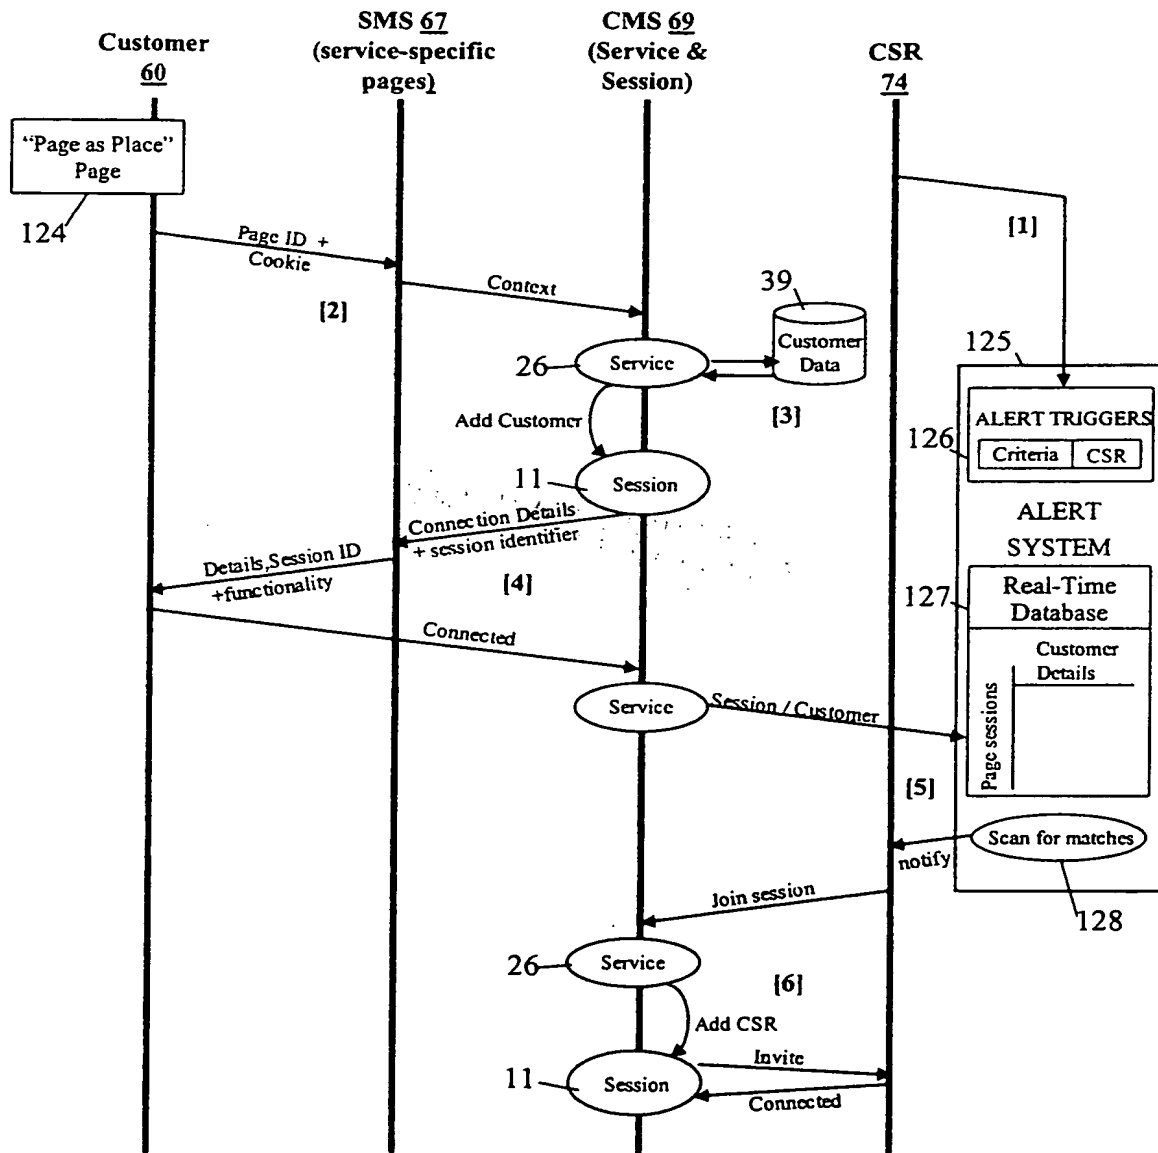 Customer
60
SMS 67
(service-specific
pages)
CMS 69
(Service &
Session)
CSR
74
“Page as Place”
Page
124
Page ID +
Cookie
[2]
Context
[1]
39
Customer
Data
26
Service
[3]
Add Customer
11
Session
125
ALERT TRIGGERS
126
Criteria
CSR
ALERT
SYSTEM
Connection Details
+ session identifier
Details,Session ID
+functionality
[4]
127
Real-Time
Database
Customer
Details
Page sessions
Connected
Service
Session / Customer
[5]
Scan for matches
notify
128
Join session
26
Service
[6]
Add CSR
Invite
11
Session
Connected